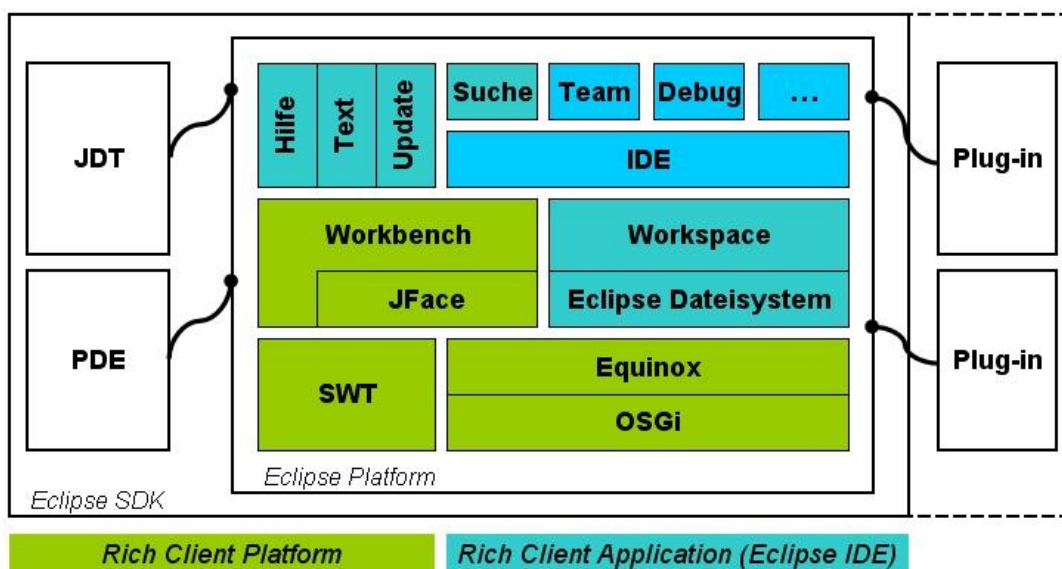 JDT
PDE
Hilfe
Text
Update
Suche
Team
Debug
...
IDE
Workbench
JFace
Workspace
Eclipse Dateisystem
SWT
Equinox
OSGi
Eclipse Platform
Eclipse SDK
Plug-in
Plug-in
Rich Client Platform
Rich Client Application (Eclipse IDE)